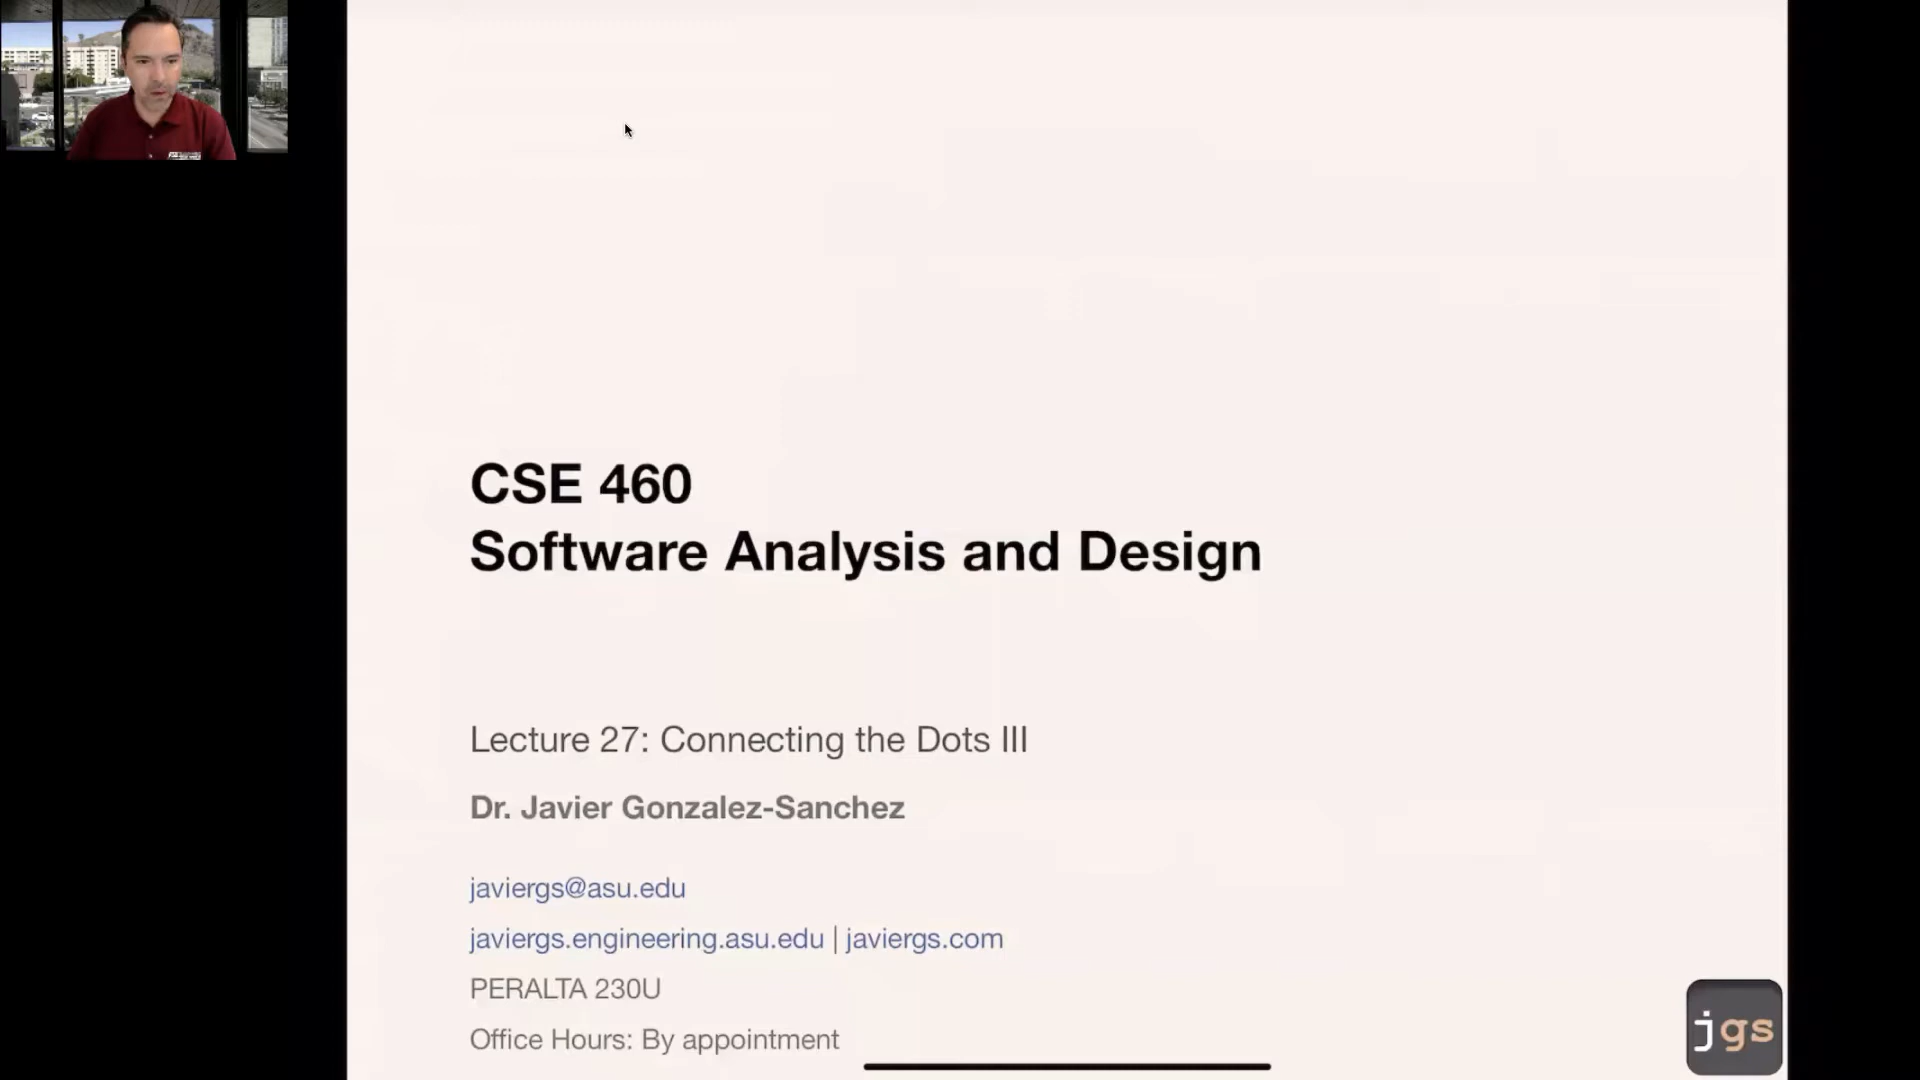 CSE 460
Software Analysis and Design
Lecture 27: Connecting the Dots III
Dr. Javier Gonzalez-Sanchez
javiergs@asu.edu
javiergs.engineering.asu.edu | javiergs.com
PERALTA 230U
Office Hours: By appointment
jgs